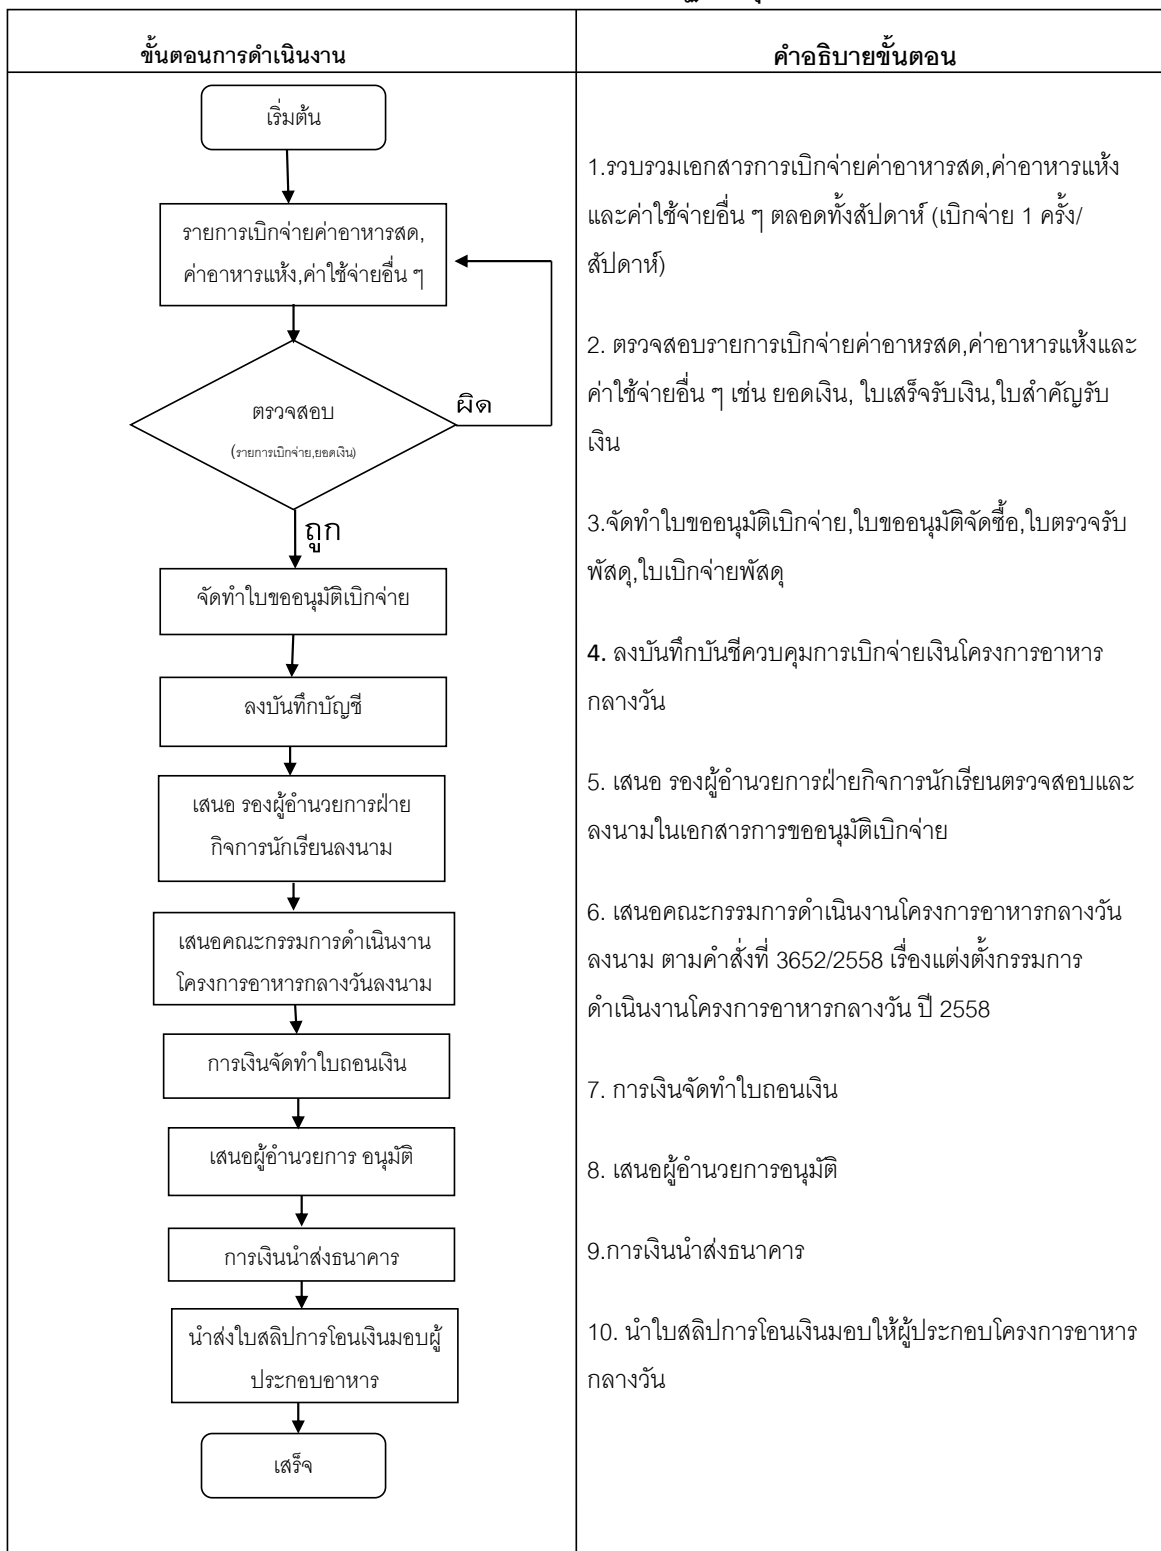 ขั้นตอนการดำเนินงาน
คำอธิบายขั้นตอน
เริ่มต้น
รายการเบิกจ่ายค่าอาหารสด,
ค่าอาหารแห้ง,ค่าใช้จ่ายอื่น ๆ
ตรวจสอบ
(รายการเบิกจ่าย,ยอดเงิน)
ผิด
ถูก
จัดทำใบขออนุมัติเบิกจ่าย
ลงบันทึกบัญชี
เสนอ รองผู้อำนวยการฝ่าย
กิจการนักเรียนลงนาม
เสนอคณะกรรมการดำเนินงาน
โครงการอาหารกลางวันลงนาม
การเงินจัดทำใบถอนเงิน
เสนอผู้อำนวยการ อนุมัติ
การเงินนำส่งธนาคาร
นำส่งใบสลิปการโอนเงินมอบผู้
ประกอบอาหาร
เสร็จ
1.รวบรวมเอกสารการเบิกจ่ายค่าอาหารสด,ค่าอาหารแห้ง
และค่าใช้จ่ายอื่น ๆ ตลอดทั้งสัปดาห์ (เบิกจ่าย 1 ครั้ง/
สัปดาห์)
2. ตรวจสอบรายการเบิกจ่ายค่าอาหรสด,ค่าอาหารแห้งและ
ค่าใช้จ่ายอื่น ๆ เช่น ยอดเงิน, ใบเสร็จรับเงิน,ใบสำคัญรับ
เงิน
3.จัดทำใบขออนุมัติเบิกจ่าย,ใบขออนุมัติจัดซื้อ,ใบตรวจรับ
พัสดุ,ใบเบิกจ่ายพัสดุ
4. ลงบันทึกบันชีควบคุมการเบิกจ่ายเงินโครงการอาหาร
กลางวัน
5. เสนอ รองผู้อำนวยการฝ่ายกิจการนักเรียนตรวจสอบและ
ลงนามในเอกสารการขออนุมัติเบิกจ่าย
6. เสนอคณะกรรมการดำเนินงานโครงการอาหารกลางวัน
ลงนาม ตามคำสั่งที่ 3652/2558 เรื่องแต่งตั้งกรรมการ
ดำเนินงานโครงการอาหารกลางวัน ปี 2558
7. การเงินจัดทำใบถอนเงิน
8. เสนอผู้อำนวยการอนุมัติ
9.การเงินนำส่งธนาคาร
10. นำใบสลิปการโอนเงินมอบให้ผู้ประกอบโครงการอาหาร
กลางวัน